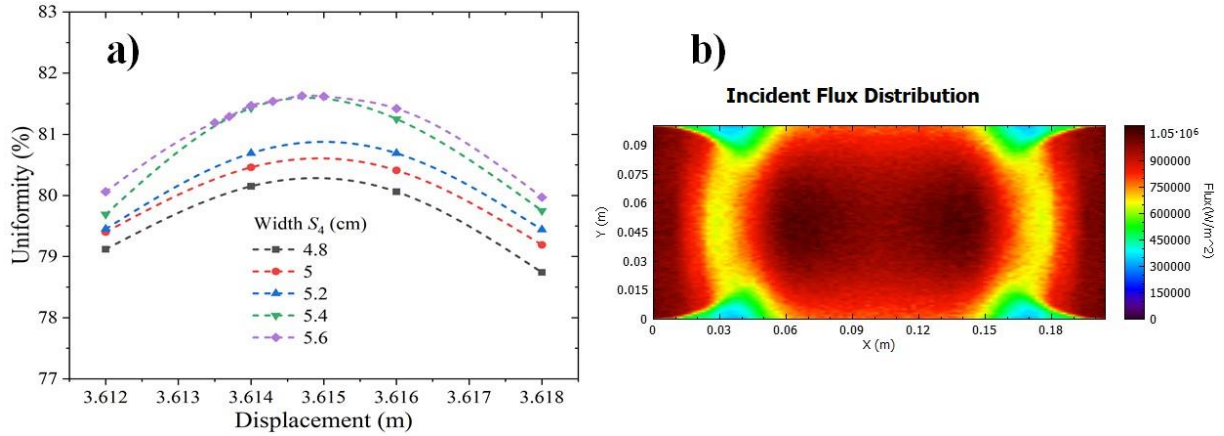 a)
83
82
81
80
79
78
77
Uniformity (%)
Width S₄ (cm)
4.8
5
5.2
5.4
5.6
3.612 3.613 3.614 3.615 3.616 3.617 3.618
Displacement (m)
b)
Incident Flux Distribution
0.09
0.075
0.06
0.045
0.03
0.015
0
Y (m)
0 0.03 0.06 0.09 0.12 0.15 0.18
X (m)
1.05·10⁶
900000
750000
600000
450000
300000
150000
0
Flux(W/m^2)